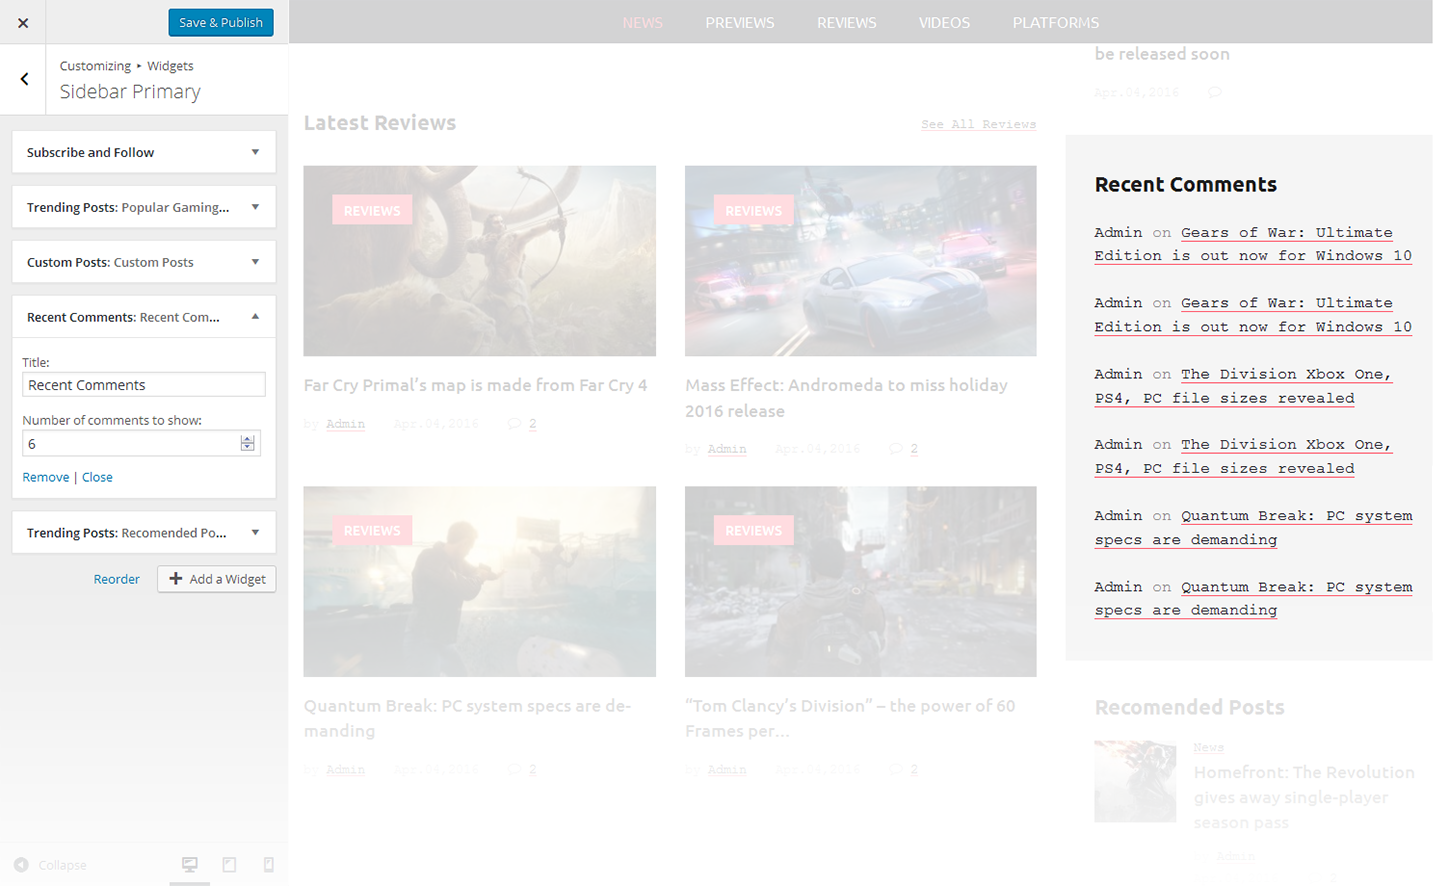 Save & Publish
Customizing ▸ Widgets
Sidebar Primary
Subscribe and Follow
Trending Posts: Popular Gaming...
Custom Posts: Custom Posts
Recent Comments: Recent Com...
Title:
Recent Comments
Number of comments to show:
6
Remove | Close
Trending Posts: Recomended Po...
Reorder
Add a Widget
Collapse
NEWS
PREVIEWS
REVIEWS
VIDEOS
PLATFORMS
Latest Reviews
See All Reviews
REVIEWS
Far Cry Primal’s map is made from Far Cry 4
by Admin Apr.04,2016 2
REVIEWS
Mass Effect: Andromeda to miss holiday
2016 release
by Admin Apr.04,2016 2
REVIEWS
Quantum Break: PC system specs are de-
manding
by Admin Apr.04,2016 2
REVIEWS
“Tom Clancy’s Division” – the power of 60
Frames per...
by Admin Apr.04,2016 2
be released soon
Apr.04,2016
Recent Comments
Admin on Gears of War: Ultimate
Edition is out now for Windows 10
Admin on Gears of War: Ultimate
Edition is out now for Windows 10
Admin on The Division Xbox One,
PS4, PC file sizes revealed
Admin on The Division Xbox One,
PS4, PC file sizes revealed
Admin on Quantum Break: PC system
specs are demanding
Admin on Quantum Break: PC system
specs are demanding
Recomended Posts
News
Homefront: The Revolution
gives away single-player
season pass
Admin